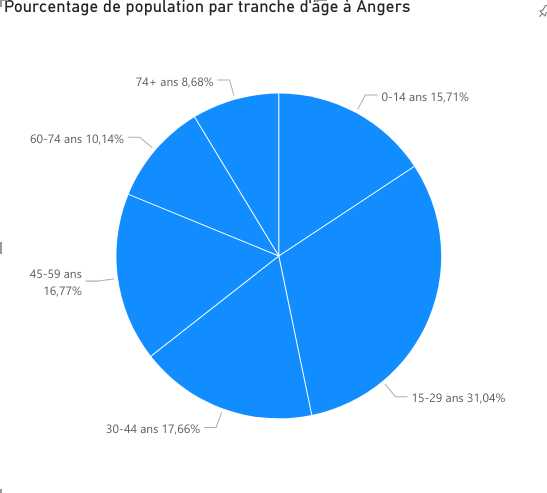 Pourcentage de population par tranche d'âge à Angers
74+ ans 8,68%
0-14 ans 15,71%
60-74 ans 10,14%
45-59 ans
16,77%
15-29 ans 31,04%
30-44 ans 17,66%